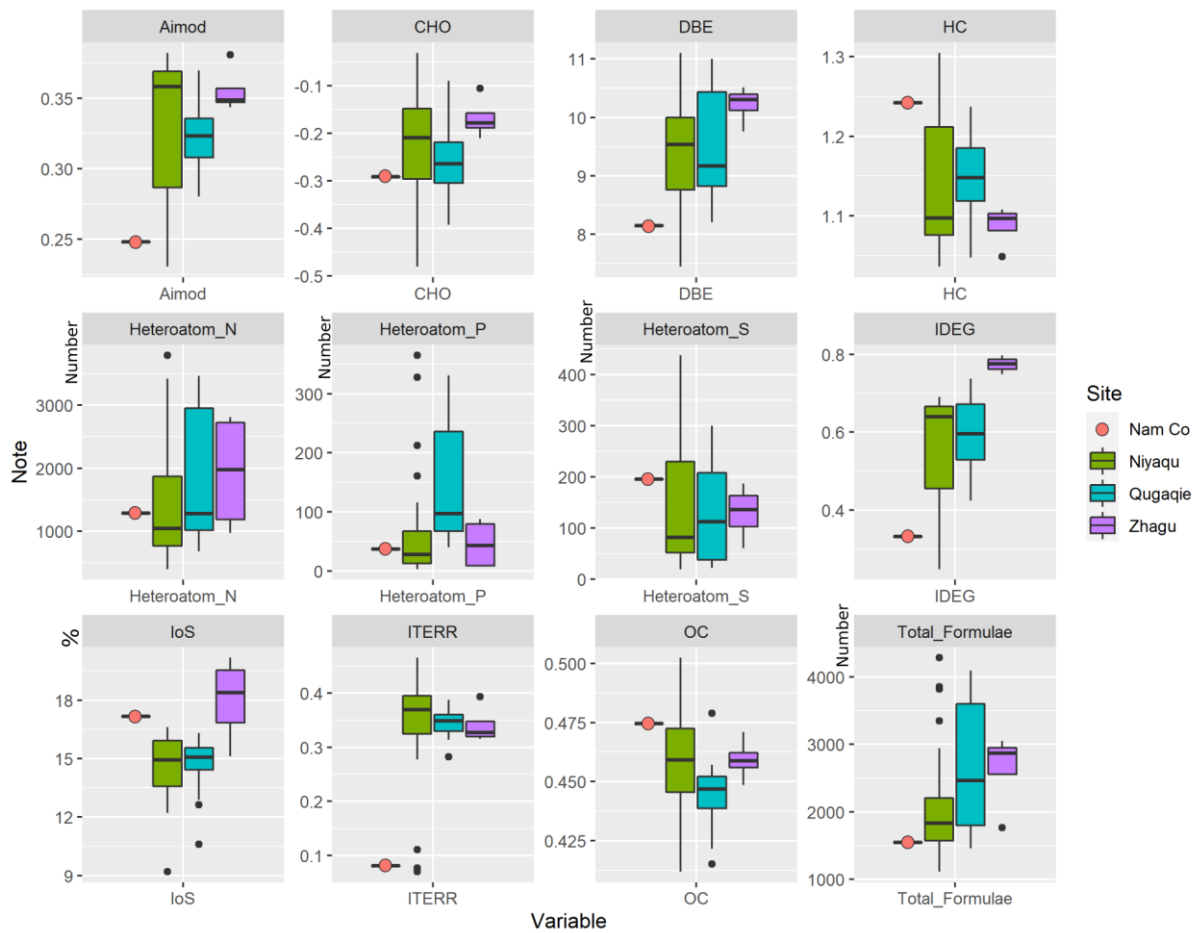 Aimod CHO DBE HC
0.35
0.30
0.25
-0.1
-0.2
-0.3
-0.4
-0.5
11
10
9
8
1.3
1.2
1.1
Aimod CHO DBE HC
Heteroatom_N Heteroatom_P Heteroatom_S IDEG
Number
3000
2000
1000
Number
300
200
100
0
Number
400
300
200
100
0
0.8
0.6
0.4
Heteroatom_N Heteroatom_P Heteroatom_S IDEG
IoS ITERR OC Total_Formulae
%
18
15
12
9
0.4
0.3
0.2
0.1
0.500
0.475
0.450
0.425
Number
4000
3000
2000
1000
IoS ITERR OC Total_Formulae
Note
Variable
Site
Nam Co
Niyaqu
Qugaqie
Zhagu